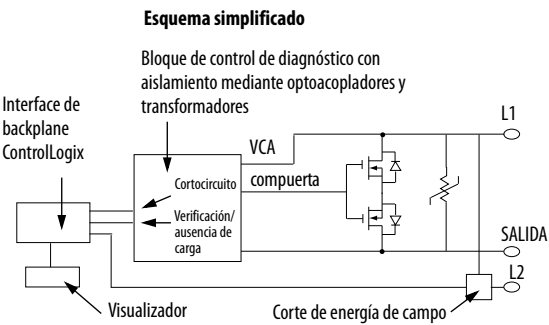 Esquema simplificado
Bloque de control de diagnóstico con
aislamiento mediante optoacopladores y
transformadores
Interface de
backplane
ControlLogix
L1
VCA
Cortocircuito
compuerta
Verificación/
ausencia de
carga
SALIDA
L2
Visualizador
Corte de energía de campo